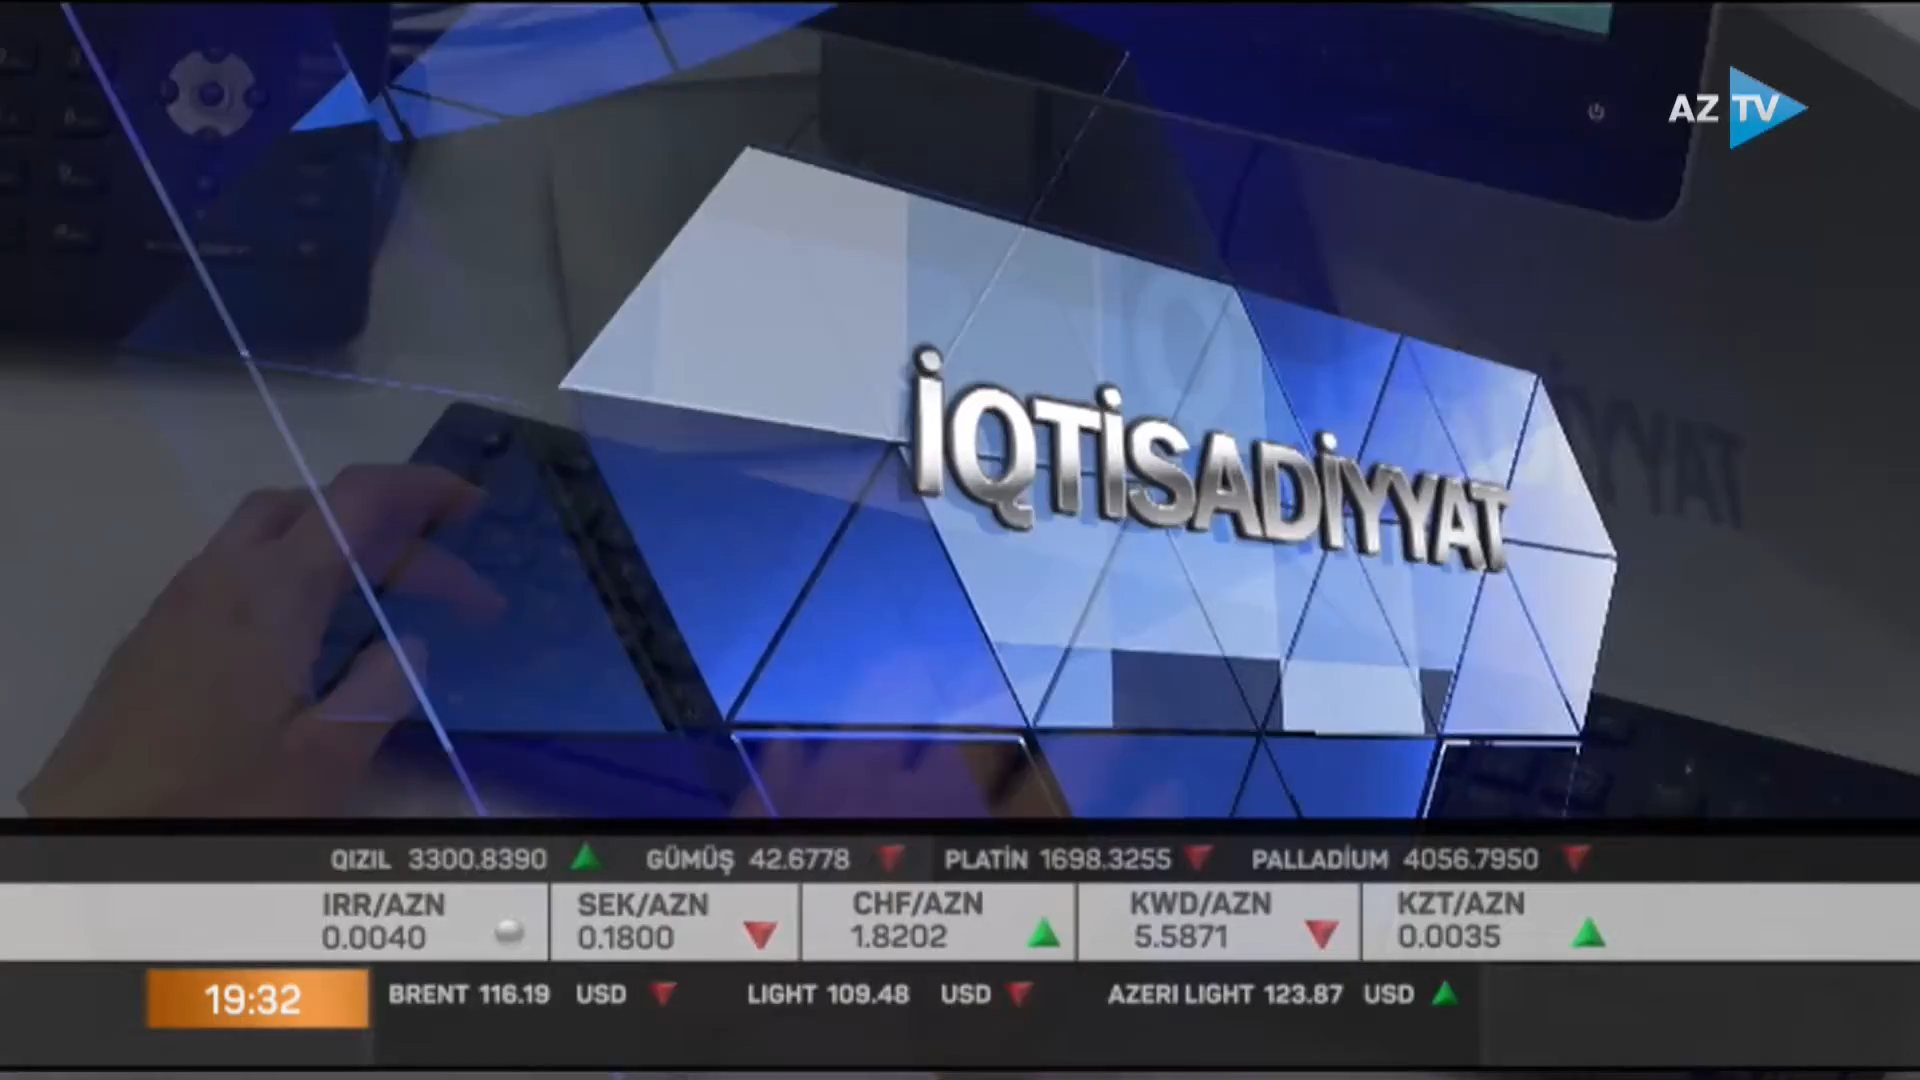 AZ TV
İQTİSADİYYAT
QIZIL 3300.8390 GÜMÜŞ 42.6778 PLATİN 1698.3255 PALLADİUM 4056.7950
IRR/AZN SEK/AZN CHF/AZN KWD/AZN KZT/AZN
0.0040 0.1800 1.8202 5.5871 0.0035
19:32 BRENT 116.19 USD LIGHT 109.48 USD AZERI LIGHT 123.87 USD